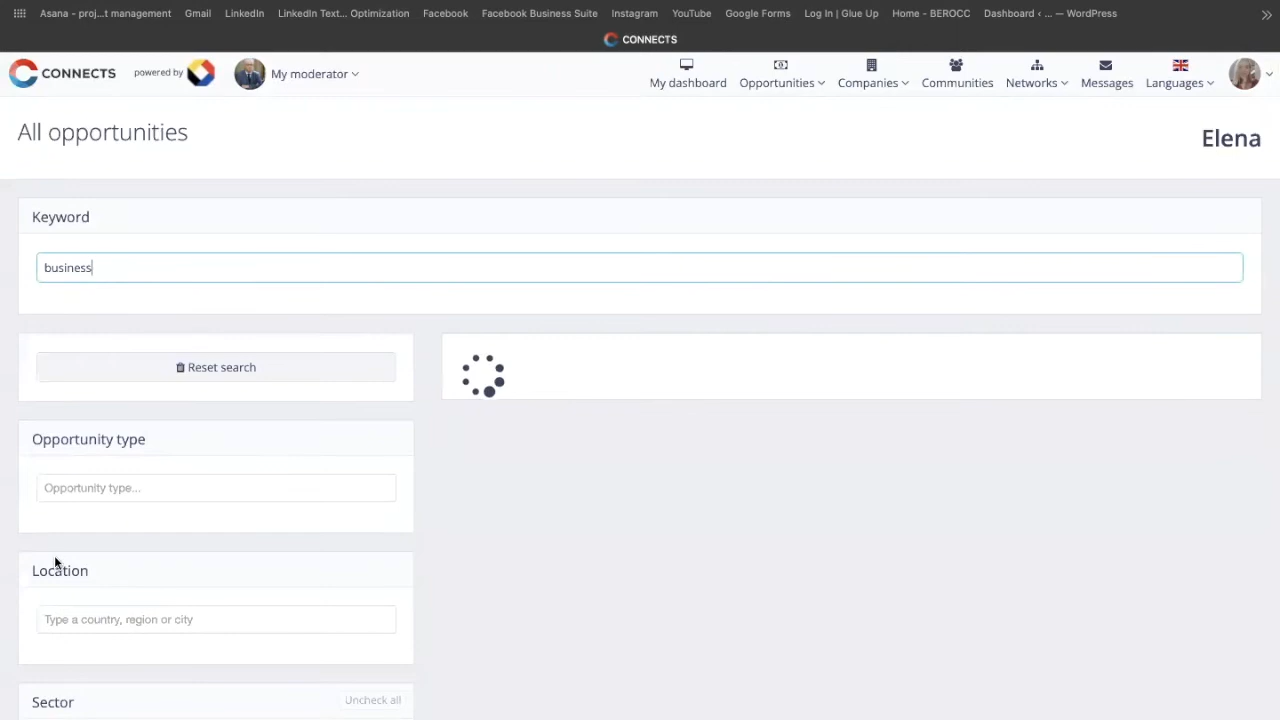 Asana - proj...t management Gmail LinkedIn LinkedIn Text... Optimization Facebook Facebook Business Suite Instagram YouTube Google Forms Log In | Glue Up Home - BEROCC Dashboard ‹ ... — WordPress
CONNECTS
CONNECTS powered by My moderator My dashboard Opportunities Companies Communities Networks Messages Languages
All opportunities
Elena
Keyword
business
Reset search
Opportunity type
Opportunity type...
Location
Type a country, region or city
Sector Uncheck all